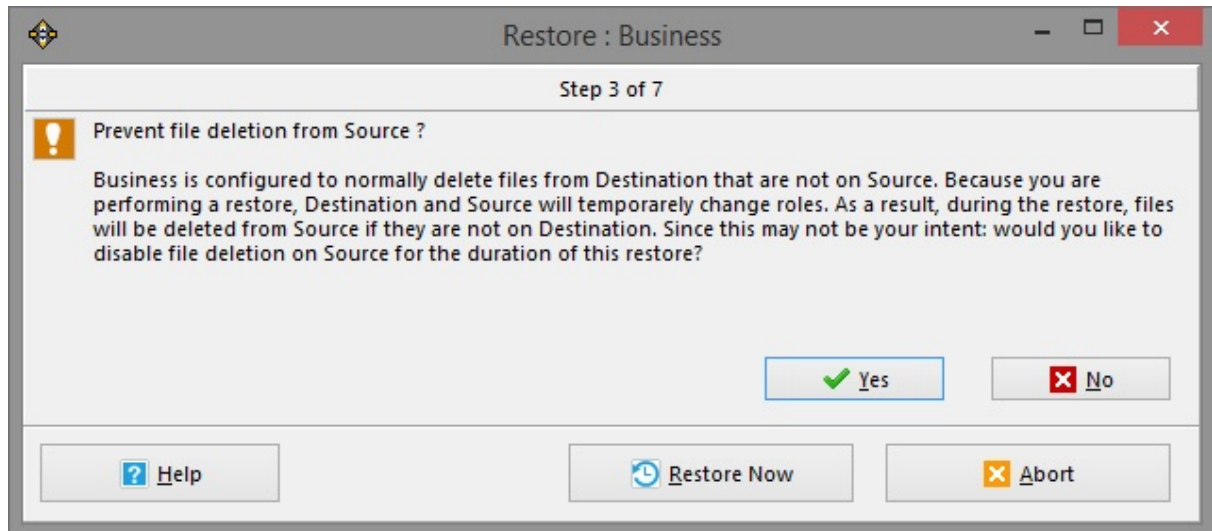 Restore : Business
Step 3 of 7
Prevent file deletion from Source ?
Business is configured to normally delete files from Destination that are not on Source. Because you are
performing a restore, Destination and Source will temporarely change roles. As a result, during the restore, files
will be deleted from Source if they are not on Destination. Since this may not be your intent: would you like to
disable file deletion on Source for the duration of this restore?
Yes
No
Help
Restore Now
Abort